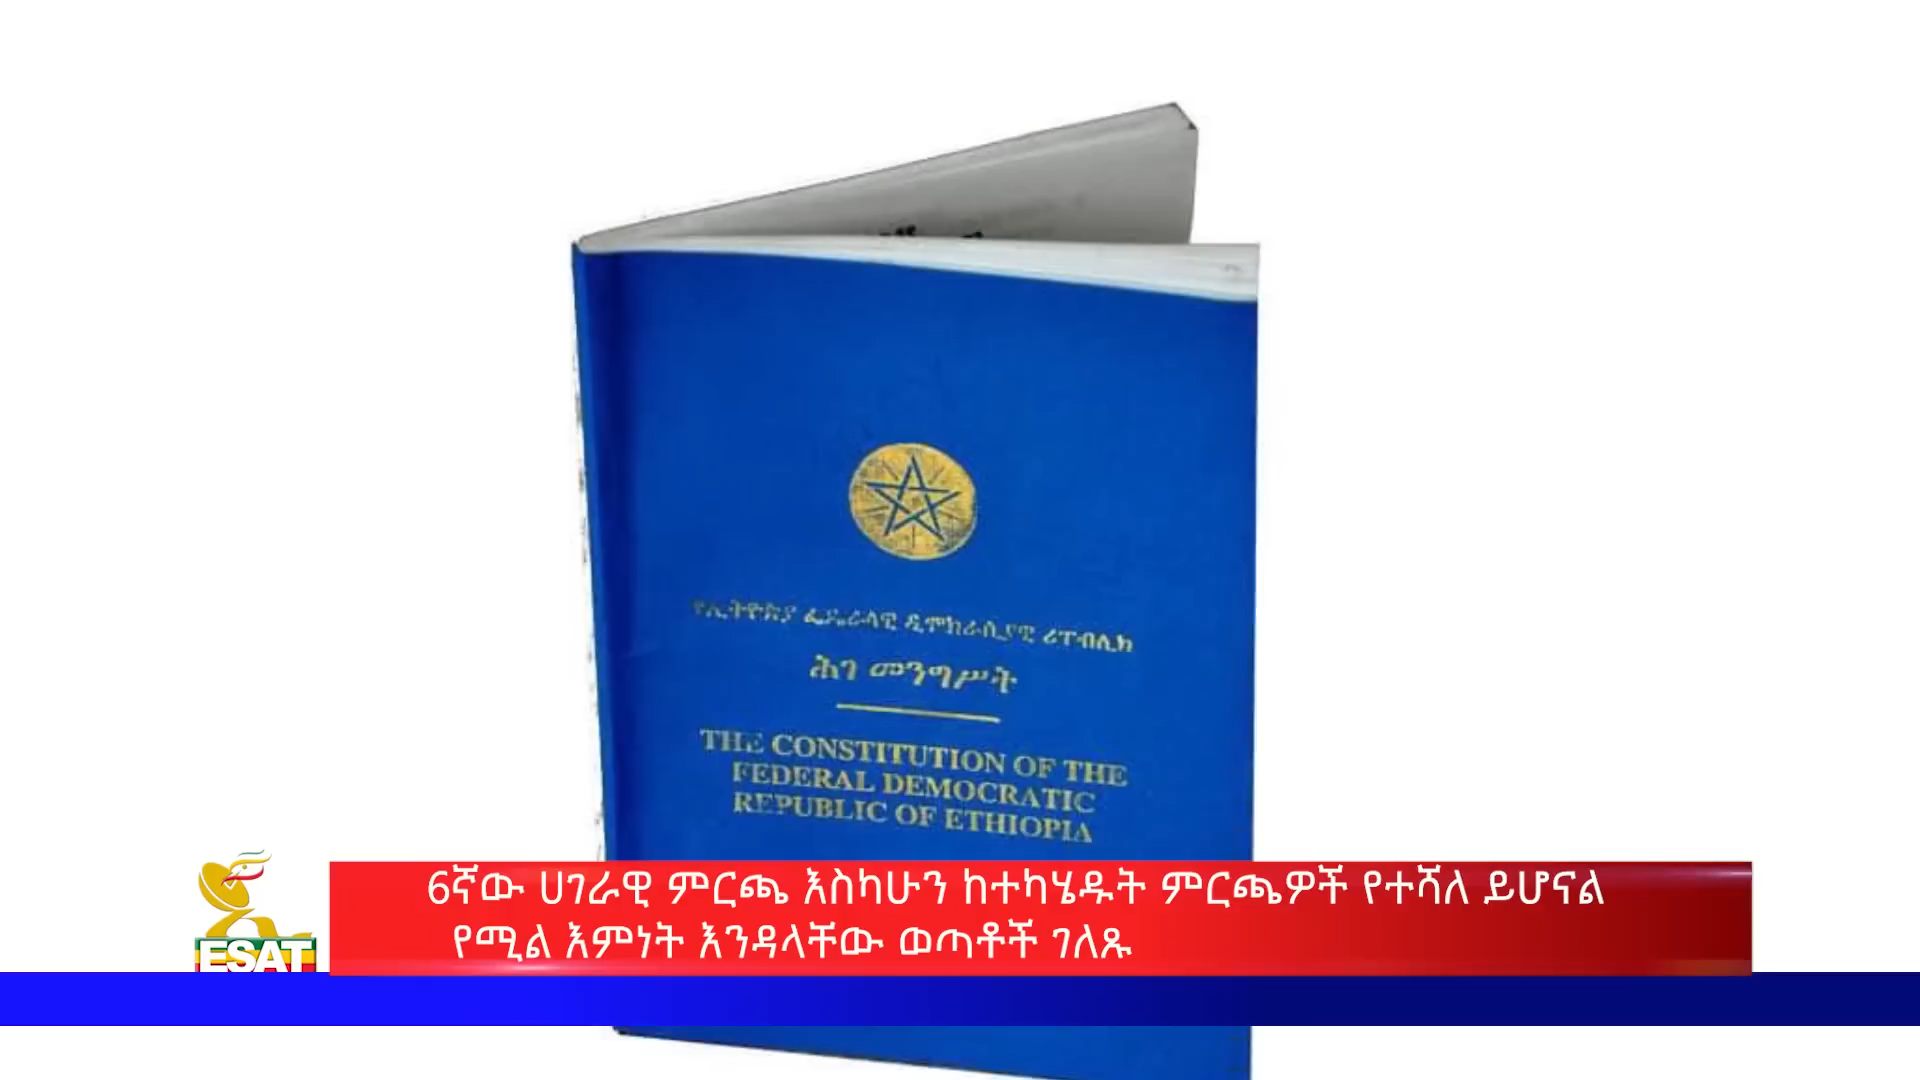 የኢትዮጵያ ፌዴራላዊ ዲሞክራሲያዊ ሪፐብሊክ
ሕገ መንግሥት
THE CONSTITUTION OF THE
FEDERAL DEMOCRATIC
REPUBLIC OF ETHIOPIA
6ኛው ሀገራዊ ምርጫ እስካሁን ከተካሄዱት ምርጫዎች የተሻለ ይሆናል
የሚል እምነት እንዳላቸው ወጣቶች ገለጹ
ESAT